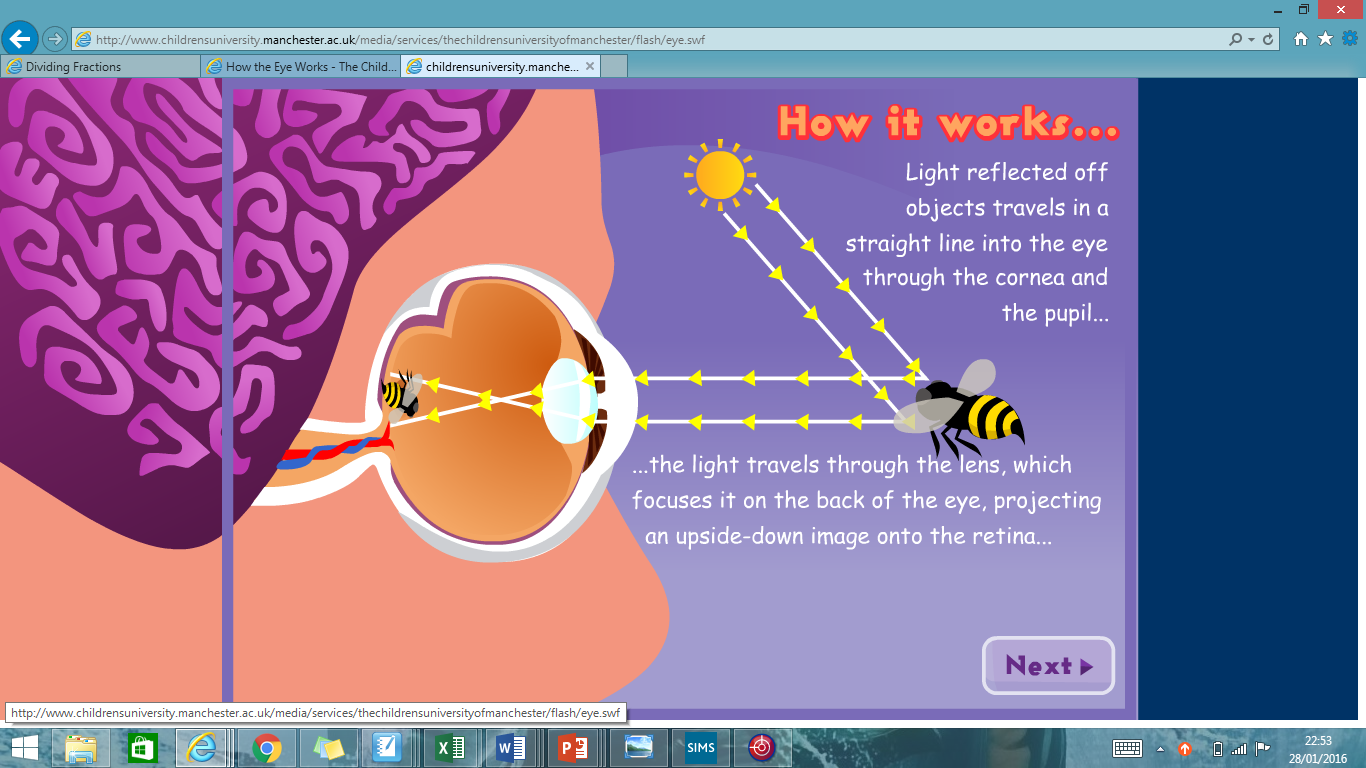 http://www.childrensuniversity.manchester.ac.uk/media/services/thechildrensuniversityofmanchester/flash/eye.swf
Dividing Fractions
How the Eye Works - The Child...
childrensuniversity.manche...
How it works...
Light reflected off
objects travels in a
straight line into the eye
through the cornea and
the pupil...
...the light travels through the lens, which
focuses it on the back of the eye, projecting
an upside-down image onto the retina...
Next
http://www.childrensuniversity.manchester.ac.uk/media/services/thechildrensuniversityofmanchester/flash/eye.swf
SIMS
22:53
28/01/2016